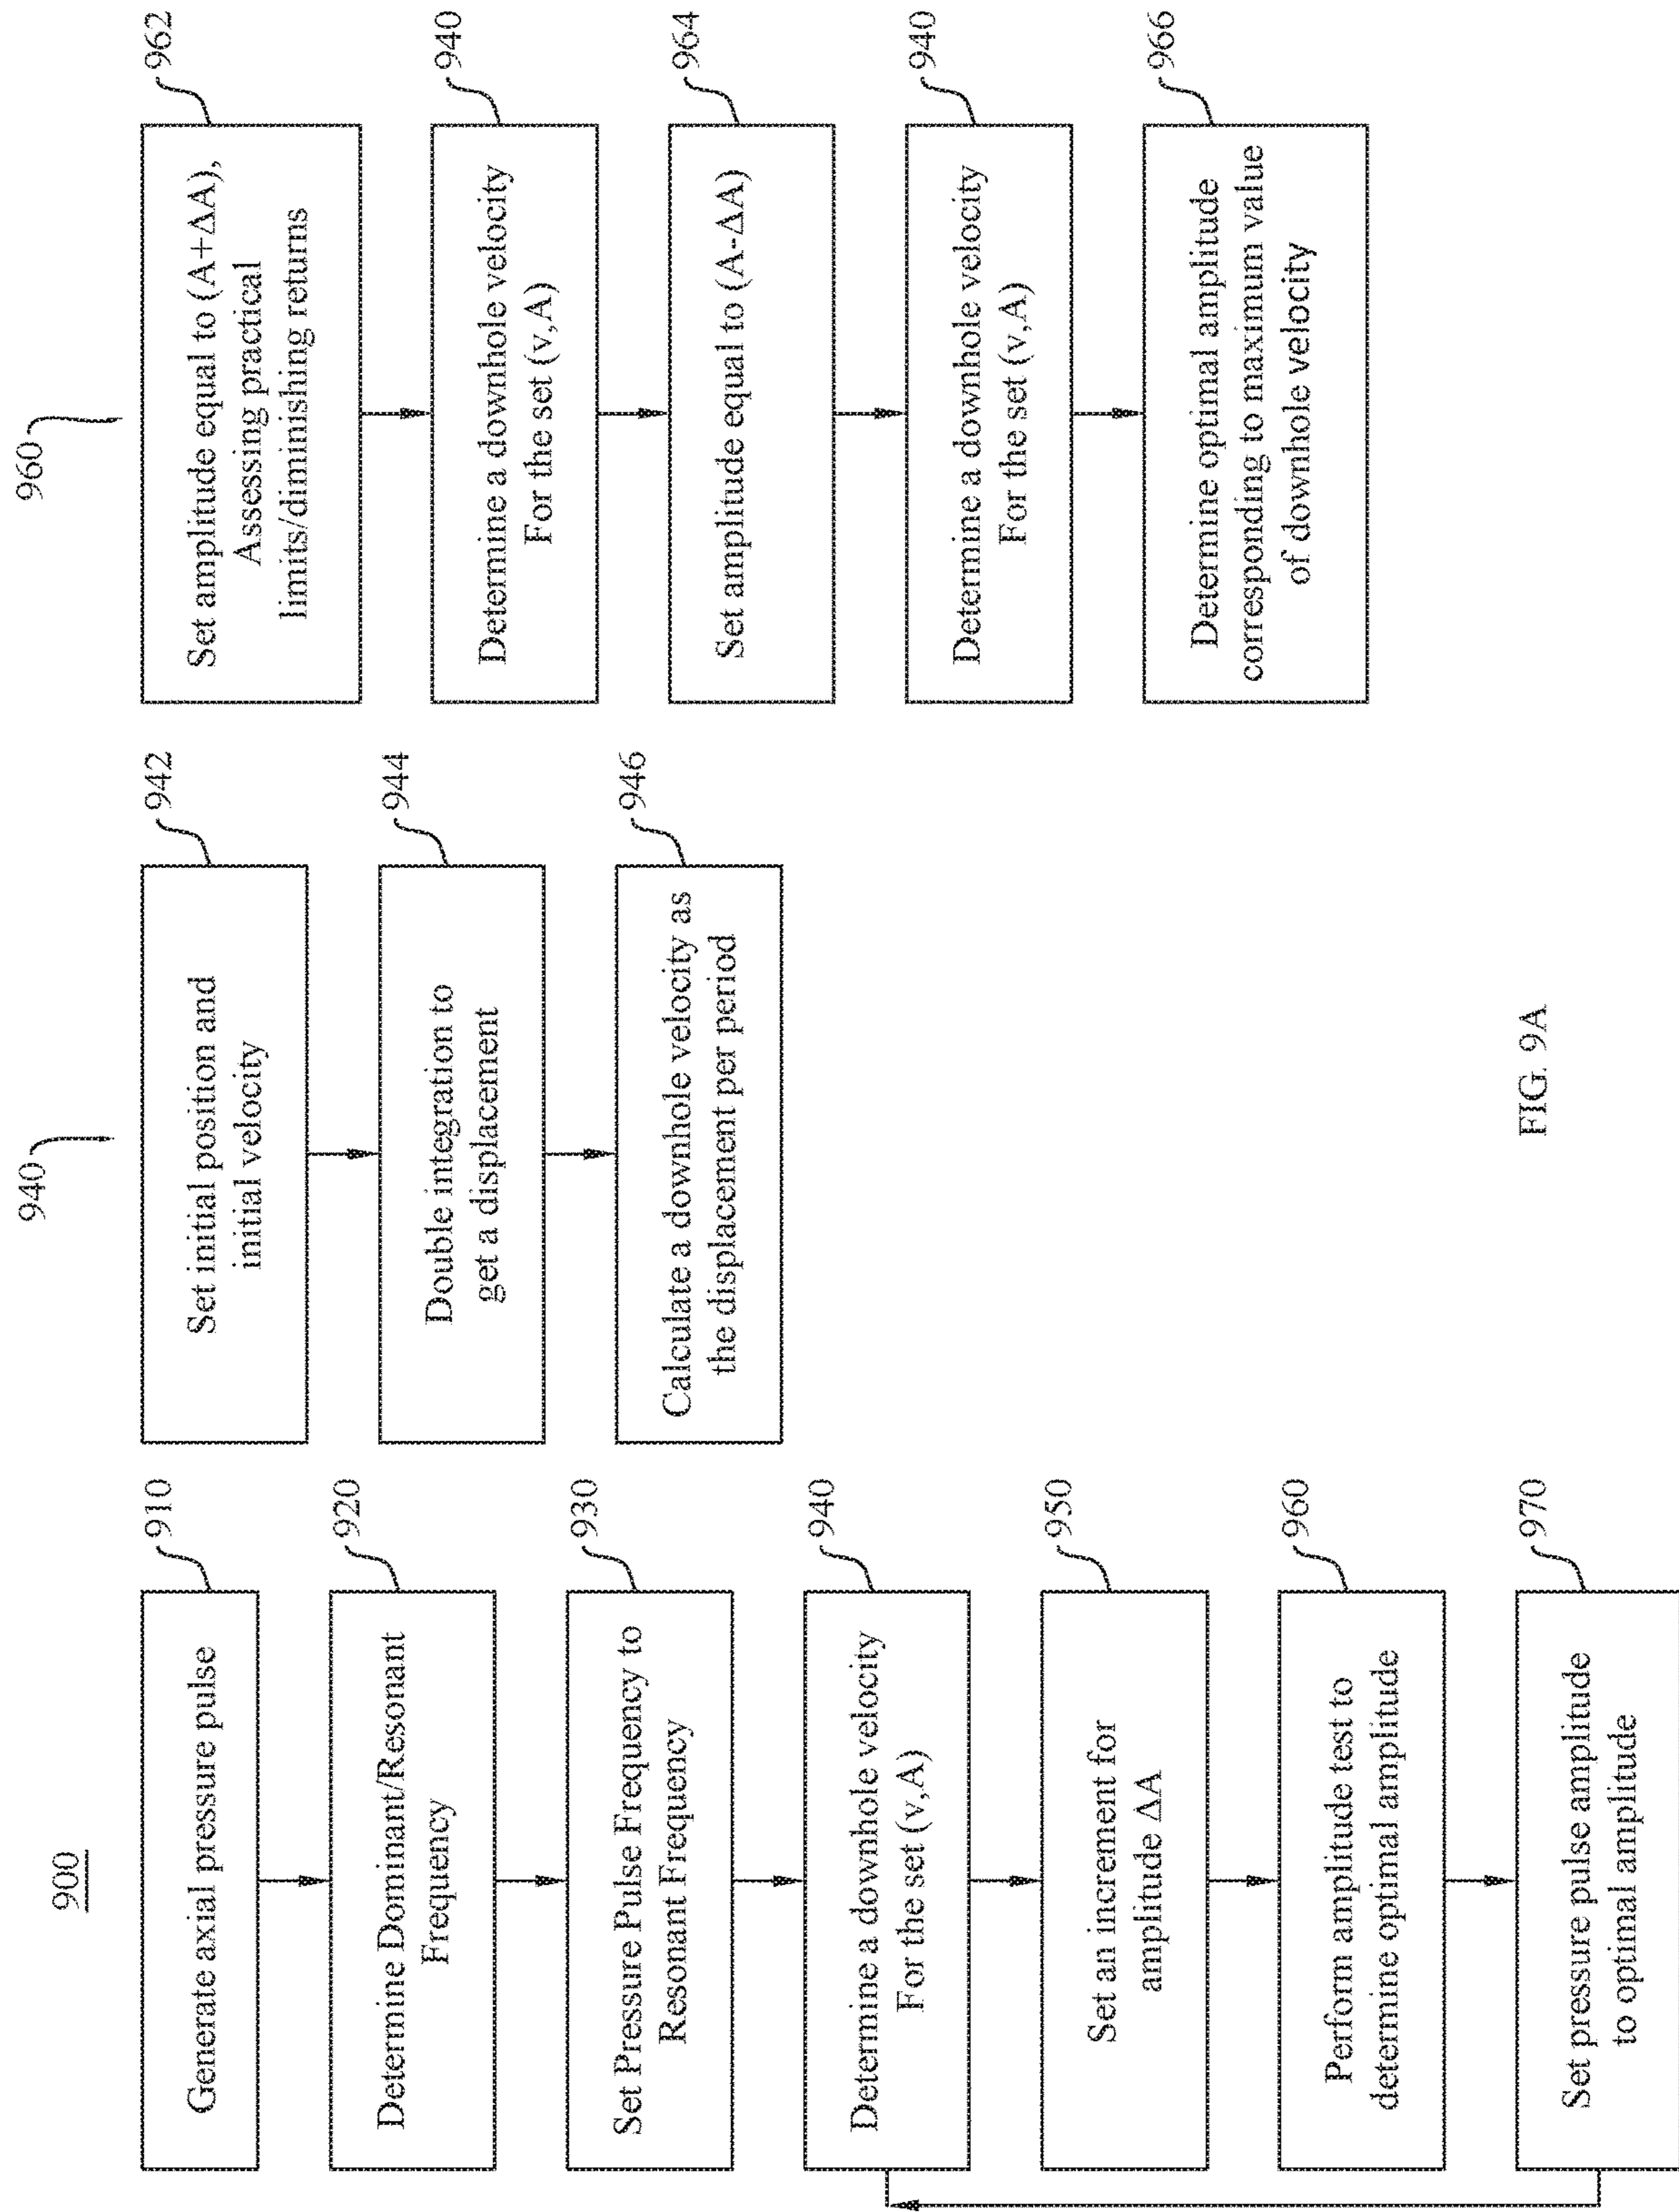 900
Generate axial pressure pulse
910
Determine Dominant/Resonant
Frequency
920
Set Pressure Pulse Frequency to
Resonant Frequency
930
Determine a downhole velocity
For the set (v,A)
940
Set an increment for
amplitude ΔA
950
Perform amplitude test to
determine optimal amplitude
960
Set pressure pulse amplitude
to optimal amplitude
970
940
Set initial position and
initial velocity
942
Double integration to
get a displacement
944
Calculate a downhole velocity as
the displacement per period
946
960
Set amplitude equal to (A+ΔA),
Assessing practical
limits/diminishing returns
962
Determine a downhole velocity
For the set (v,A)
940
Set amplitude equal to (A-ΔA)
964
Determine a downhole velocity
For the set (v,A)
940
Determine optimal amplitude
corresponding to maximum value
of downhole velocity
966
FIG. 9A